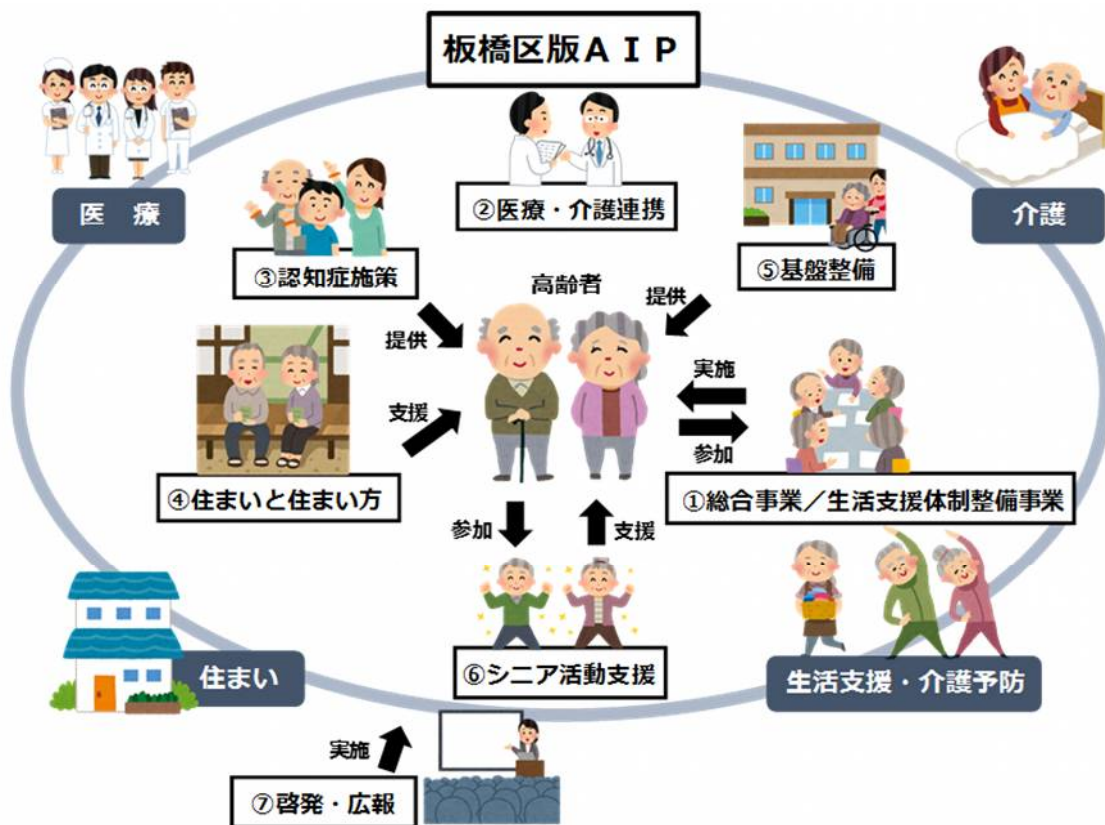 板橋区版ＡＩＰ
医　療
②医療・介護連携
介護
③認知症施策
⑤基盤整備
高齢者
提供
提供
実施
支援
参加
④住まいと住まい方
①総合事業／生活支援体制整備事業
参加
支援
住まい
⑥シニア活動支援
生活支援・介護予防
実施
⑦啓発・広報